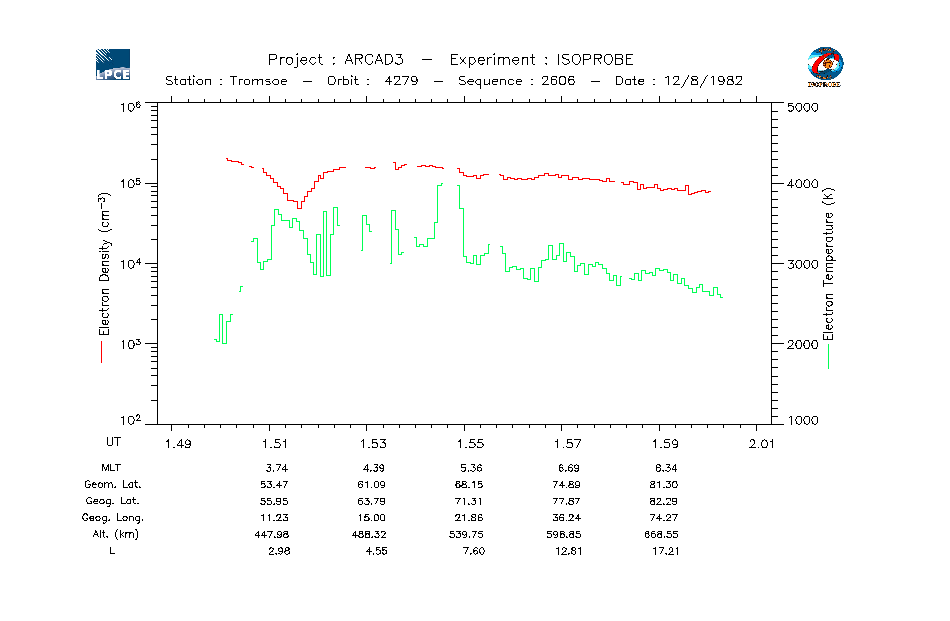 LPCE
Project : ARCAD3 – Experiment : ISOPROBE
Station : Tromsoe – Orbit : 4279 – Sequence : 2606 – Date : 12/8/1982
ISOPROBE
10⁶ 5000
10⁵ 4000
10⁴ 3000
10³ 2000
10² 1000
Electron Density (cm⁻³)
Electron Temperature (K)
UT 1.49 1.51 1.53 1.55 1.57 1.59 2.01
MLT 3.74 4.39 5.36 6.69 8.34
Geom. Lat. 53.47 61.09 68.15 74.89 81.30
Geog. Lat. 55.95 63.79 71.31 77.87 82.29
Geog. Long. 11.23 15.00 21.86 36.24 74.27
Alt. (km) 447.98 488.32 539.75 598.85 668.55
L 2.98 4.55 7.60 12.81 17.21